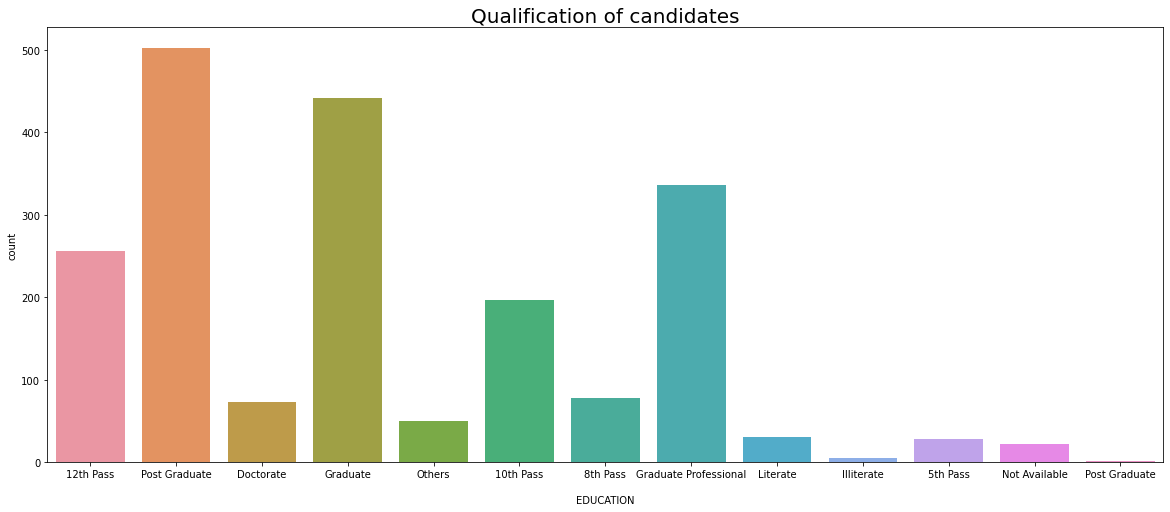 Qualification of candidates
count
500
400
300
200
100
0
12th Pass Post Graduate Doctorate Graduate Others 10th Pass 8th Pass Graduate Professional Literate Illiterate 5th Pass Not Available Post Graduate
EDUCATION